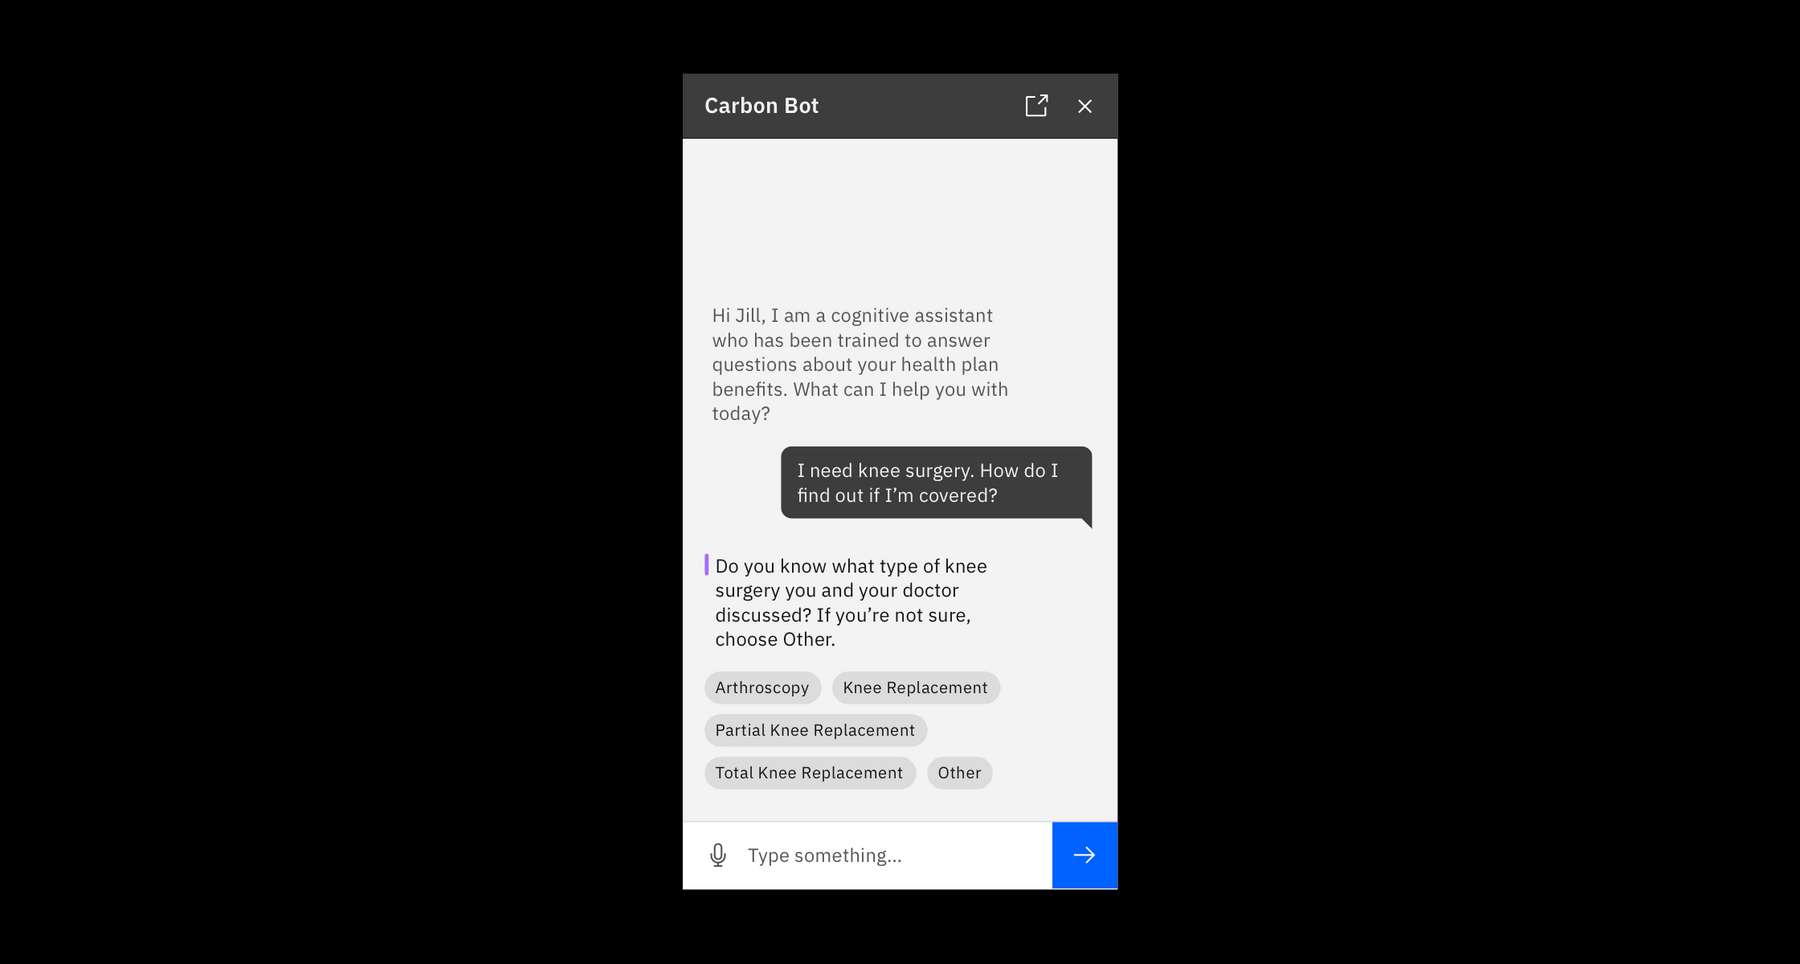 Carbon Bot
Hi Jill, I am a cognitive assistant
who has been trained to answer
questions about your health plan
benefits. What can I help you with
today?
I need knee surgery. How do I
find out if I’m covered?
Do you know what type of knee
surgery you and your doctor
discussed? If you’re not sure,
choose Other.
Arthroscopy Knee Replacement
Partial Knee Replacement
Total Knee Replacement Other
Type something...